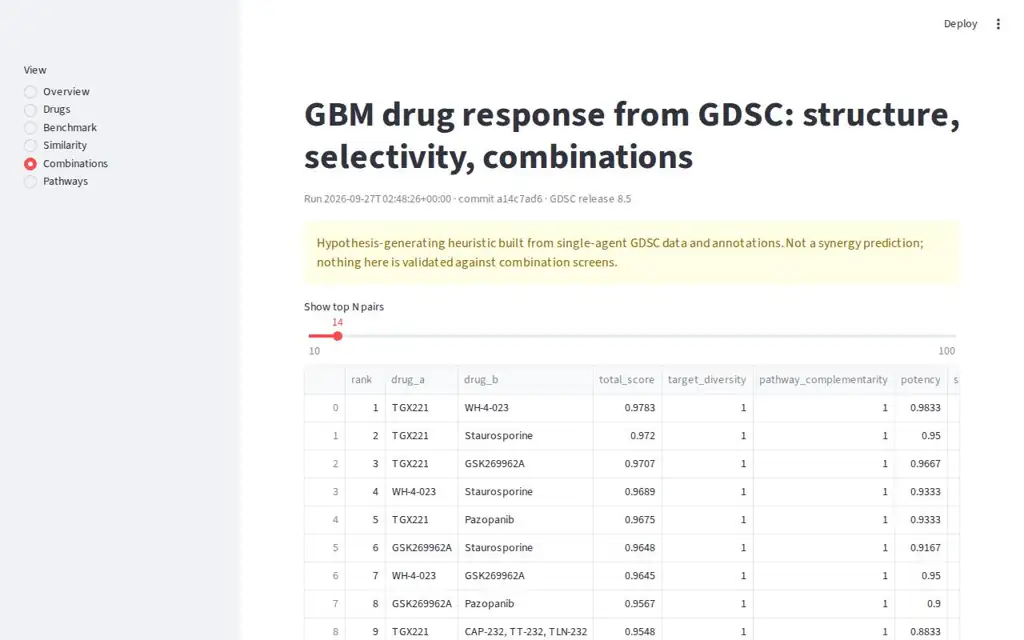 Deploy
View
Overview
Drugs
Benchmark
Similarity
Combinations
Pathways
GBM drug response from GDSC: structure,
selectivity, combinations
Run 2026-09-27T02:48:26+00:00 · commit a14c7ad6 · GDSC release 8.5
Hypothesis-generating heuristic built from single-agent GDSC data and annotations. Not a synergy prediction;
nothing here is validated against combination screens.
Show top N pairs
14
10 100
rank drug_a drug_b total_score target_diversity pathway_complementarity potency s
0 1 TGX221 WH-4-023 0.9783 1 1 0.9833
1 2 TGX221 Staurosporine 0.972 1 1 0.95
2 3 TGX221 GSK269962A 0.9707 1 1 0.9667
3 4 WH-4-023 Staurosporine 0.9689 1 1 0.9333
4 5 TGX221 Pazopanib 0.9675 1 1 0.9333
5 6 GSK269962A Staurosporine 0.9648 1 1 0.9167
6 7 WH-4-023 GSK269962A 0.9645 1 1 0.95
7 8 GSK269962A Pazopanib 0.9567 1 1 0.9
8 9 TGX221 CAP-232, TT-232, TLN-232 0.9548 1 1 0.8833